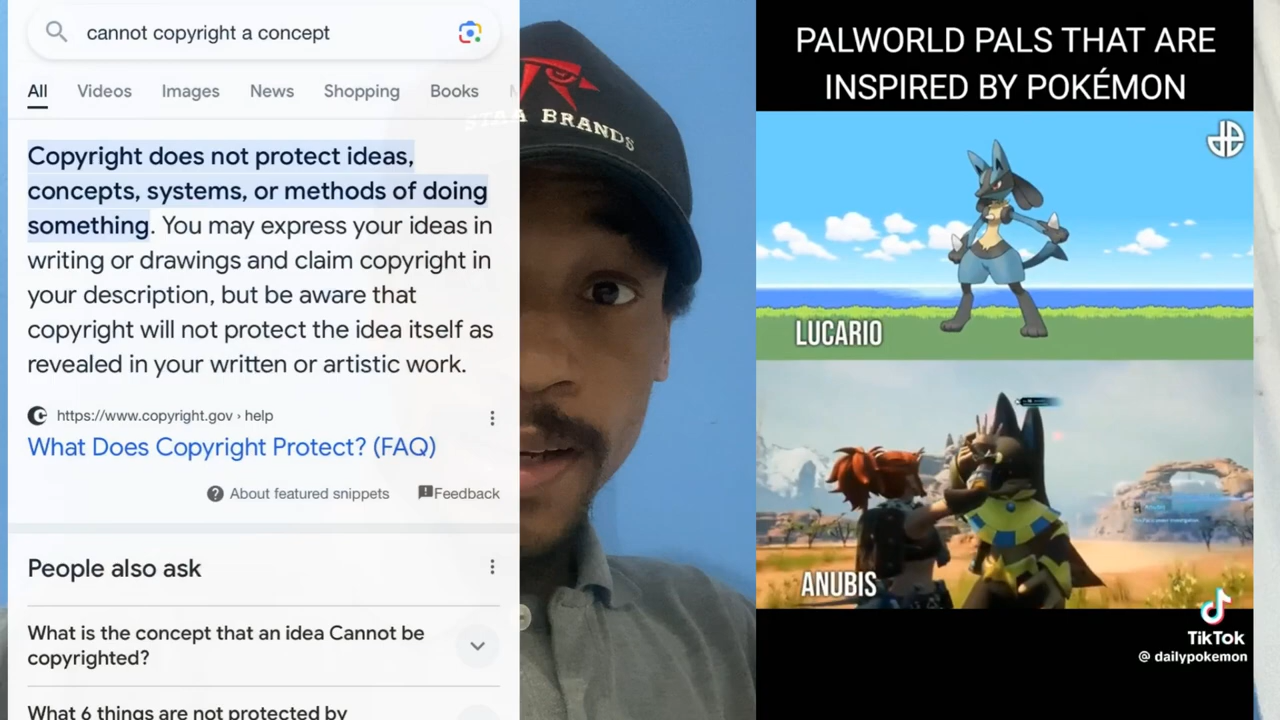 cannot copyright a concept
All Videos Images News Shopping Books
Copyright does not protect ideas,
concepts, systems, or methods of doing
something. You may express your ideas in
writing or drawings and claim copyright in
your description, but be aware that
copyright will not protect the idea itself as
revealed in your written or artistic work.
https://www.copyright.gov › help
What Does Copyright Protect? (FAQ)
About featured snippets Feedback
People also ask
What is the concept that an idea Cannot be
copyrighted?
What 6 things are not protected by
BRANDS
PALWORLD PALS THAT ARE
INSPIRED BY POKÉMON
LUCARIO
ANUBIS
TikTok
@ dailypokemon